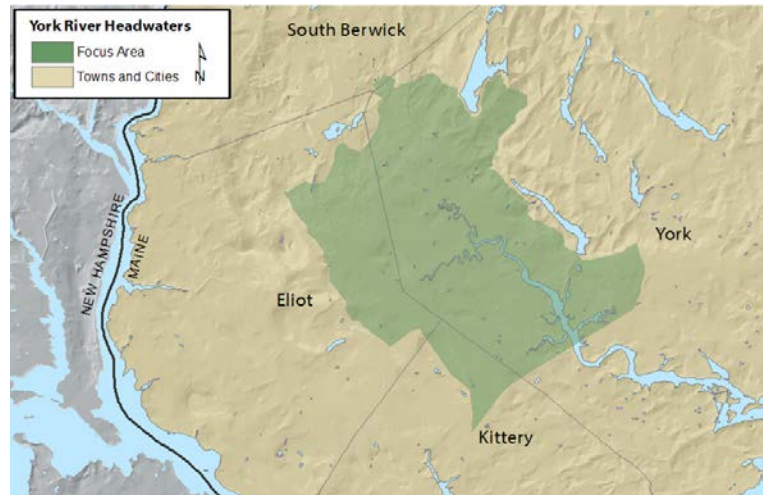 York River Headwaters
Focus Area
Towns and Cities
N
South Berwick
NEW HAMPSHIRE
MAINE
York
Eliot
Kittery